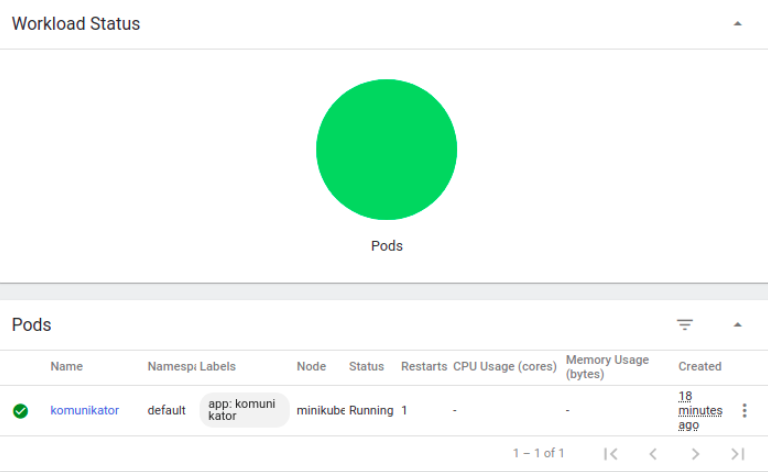 Workload Status
Pods
Pods
Name Namespa Labels Node Status Restarts CPU Usage (cores) Memory Usage (bytes) Created
komunikator default app: komunikator minikube Running 1 - - 18 minutes ago
1 – 1 of 1